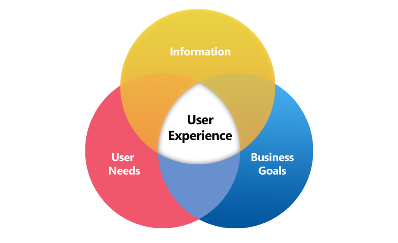 Information
User
Experience
User
Needs
Business
Goals